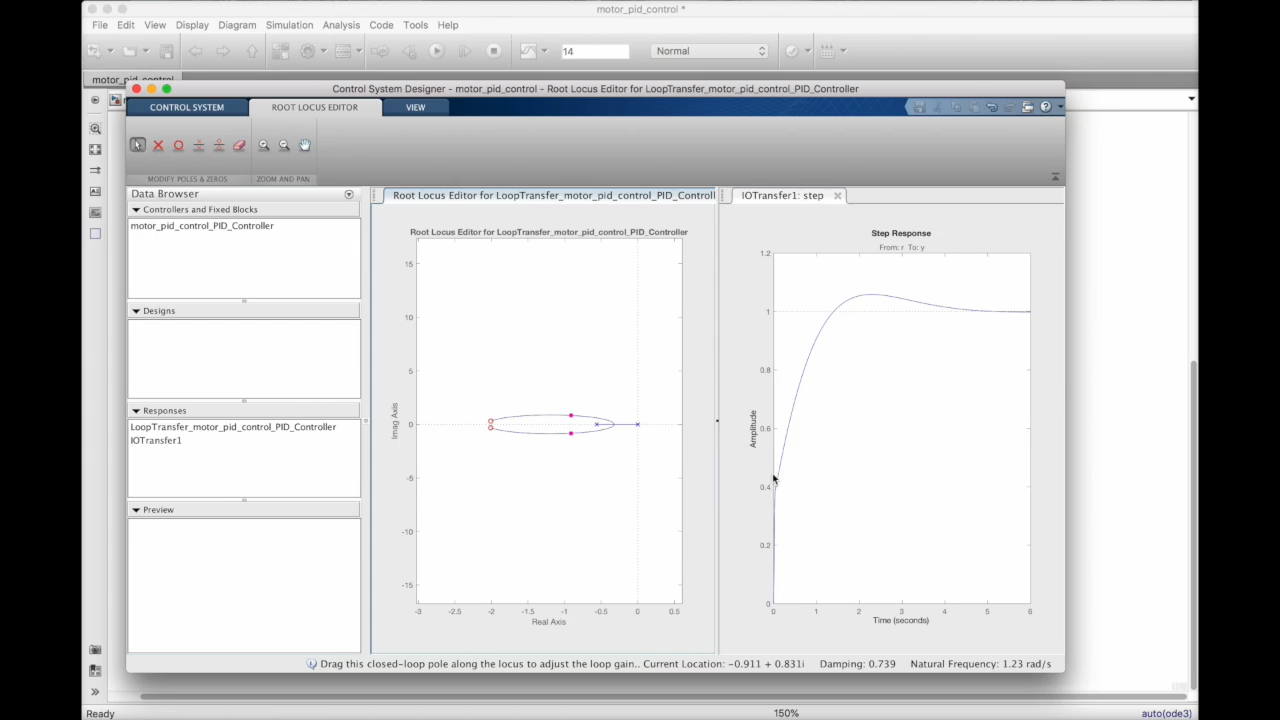 motor_pid_control *
File Edit View Display Diagram Simulation Analysis Code Tools Help
14 Normal
motor_pid_control
Control System Designer - motor_pid_control - Root Locus Editor for LoopTransfer_motor_pid_control_PID_Controller
CONTROL SYSTEM ROOT LOCUS EDITOR VIEW
MODIFY POLES & ZEROS ZOOM AND PAN
Data Browser
Controllers and Fixed Blocks
motor_pid_control_PID_Controller
Designs
Responses
LoopTransfer_motor_pid_control_PID_Controller
IOTransfer1
Preview
Root Locus Editor for LoopTransfer_motor_pid_control_PID_Controll
Root Locus Editor for LoopTransfer_motor_pid_control_PID_Controller
15
10
5
0
-5
-10
-15
Imag Axis
-3 -2.5 -2 -1.5 -1 -0.5 0 0.5
Real Axis
IOTransfer1: step
Step Response
From: r To: y
1.2
1
0.8
0.6
0.4
0.2
0
Amplitude
0 1 2 3 4 5 6
Time (seconds)
Drag this closed-loop pole along the locus to adjust the loop gain.. Current Location: -0.911 + 0.831i Damping: 0.739 Natural Frequency: 1.23 rad/s
Ready 150% auto(ode3)